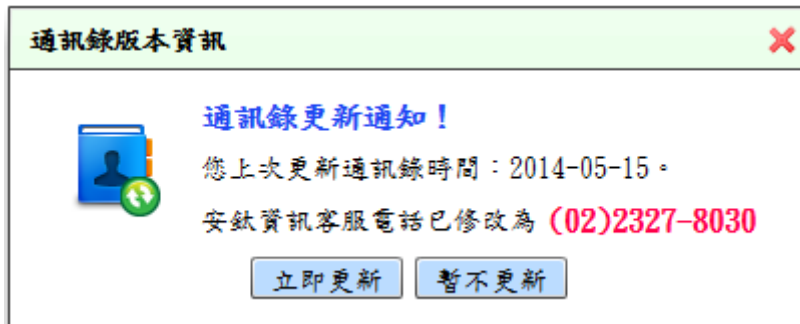 通訊錄版本資訊
通訊錄更新通知！
您上次更新通訊錄時間：2014-05-15。
安鈦資訊客服電話已修改為 (02)2327-8030
立即更新 暫不更新